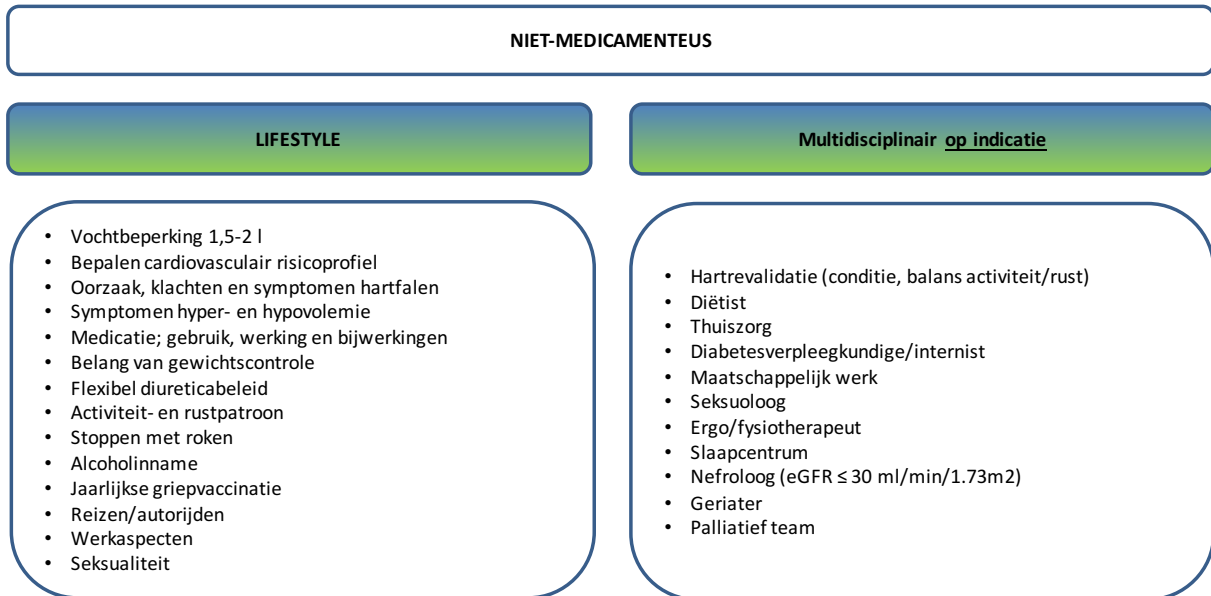 NIET-MEDICAMENTEUS
LIFESTYLE
• Vochtbeperking 1,5-2 l
• Bepalen cardiovasculair risicoprofiel
• Oorzaak, klachten en symptomen hartfalen
• Symptomen hyper- en hypovolemie
• Medicatie; gebruik, werking en bijwerkingen
• Belang van gewichtscontrole
• Flexibel diureticabeleid
• Activiteit- en rustpatroon
• Stoppen met roken
• Alcoholinname
• Jaarlijkse griepvaccinatie
• Reizen/autorijden
• Werkaspecten
• Seksualiteit
Multidisciplinair op indicatie
• Hartrevalidatie (conditie, balans activiteit/rust)
• Diëtist
• Thuiszorg
• Diabetesverpleegkundige/internist
• Maatschappelijk werk
• Seksuoloog
• Ergo/fysiotherapeut
• Slaapcentrum
• Nefroloog (eGFR ≤ 30 ml/min/1.73m2)
• Geriater
• Palliatief team